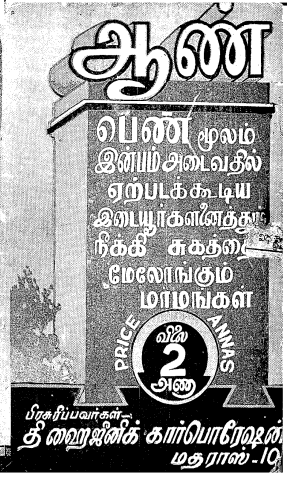 ஆண்
பெண் மூலம்
இன்பம் அடைவதில்
ஏற்படக்கூடிய
இடையூர்களனைத்தும்
நீக்கி சுகத்தை
மேலோங்கும்
மர்மங்கள்
PRICE விலை ANNAS
2
அணா
பிரசுரிப்பவர்கள்—
தி ஹைஜீனிக் கார்பொரேஷன்
மதராஸ்-10